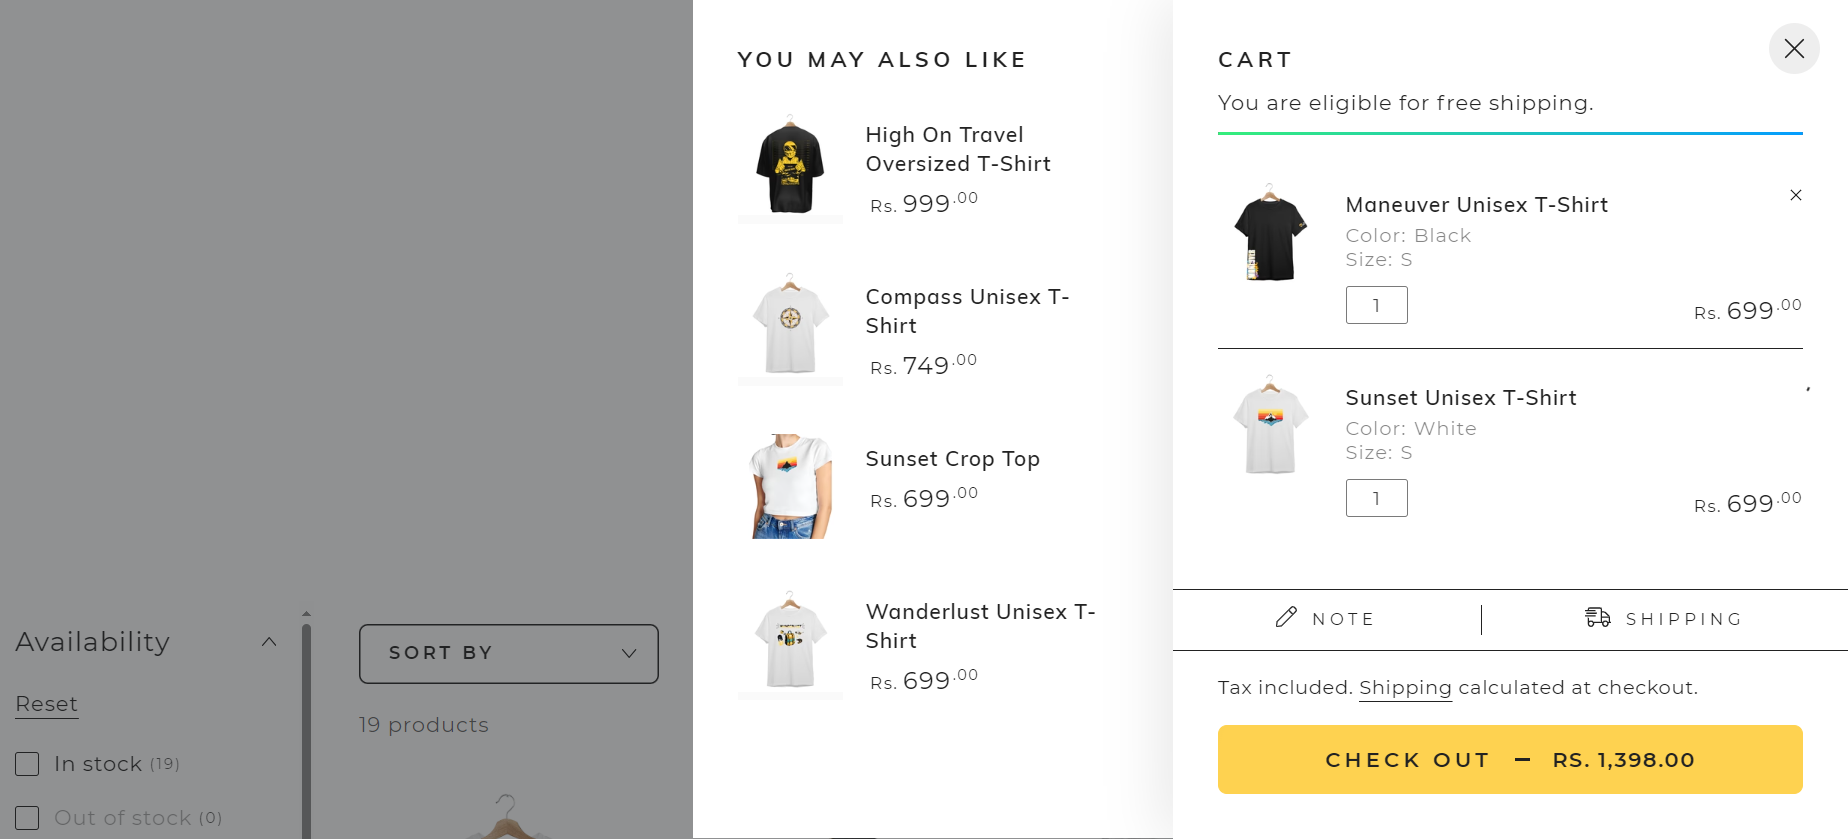 Availability
Reset
In stock (19)
Out of stock (0)
SORT BY
19 products
YOU MAY ALSO LIKE
High On Travel
Oversized T-Shirt
Rs. 999.00
Compass Unisex T-
Shirt
Rs. 749.00
Sunset Crop Top
Rs. 699.00
Wanderlust Unisex T-
Shirt
Rs. 699.00
CART
You are eligible for free shipping.
Maneuver Unisex T-Shirt
Color: Black
Size: S
1
Rs. 699.00
Sunset Unisex T-Shirt
Color: White
Size: S
1
Rs. 699.00
NOTE
SHIPPING
Tax included. Shipping calculated at checkout.
CHECK OUT – RS. 1,398.00